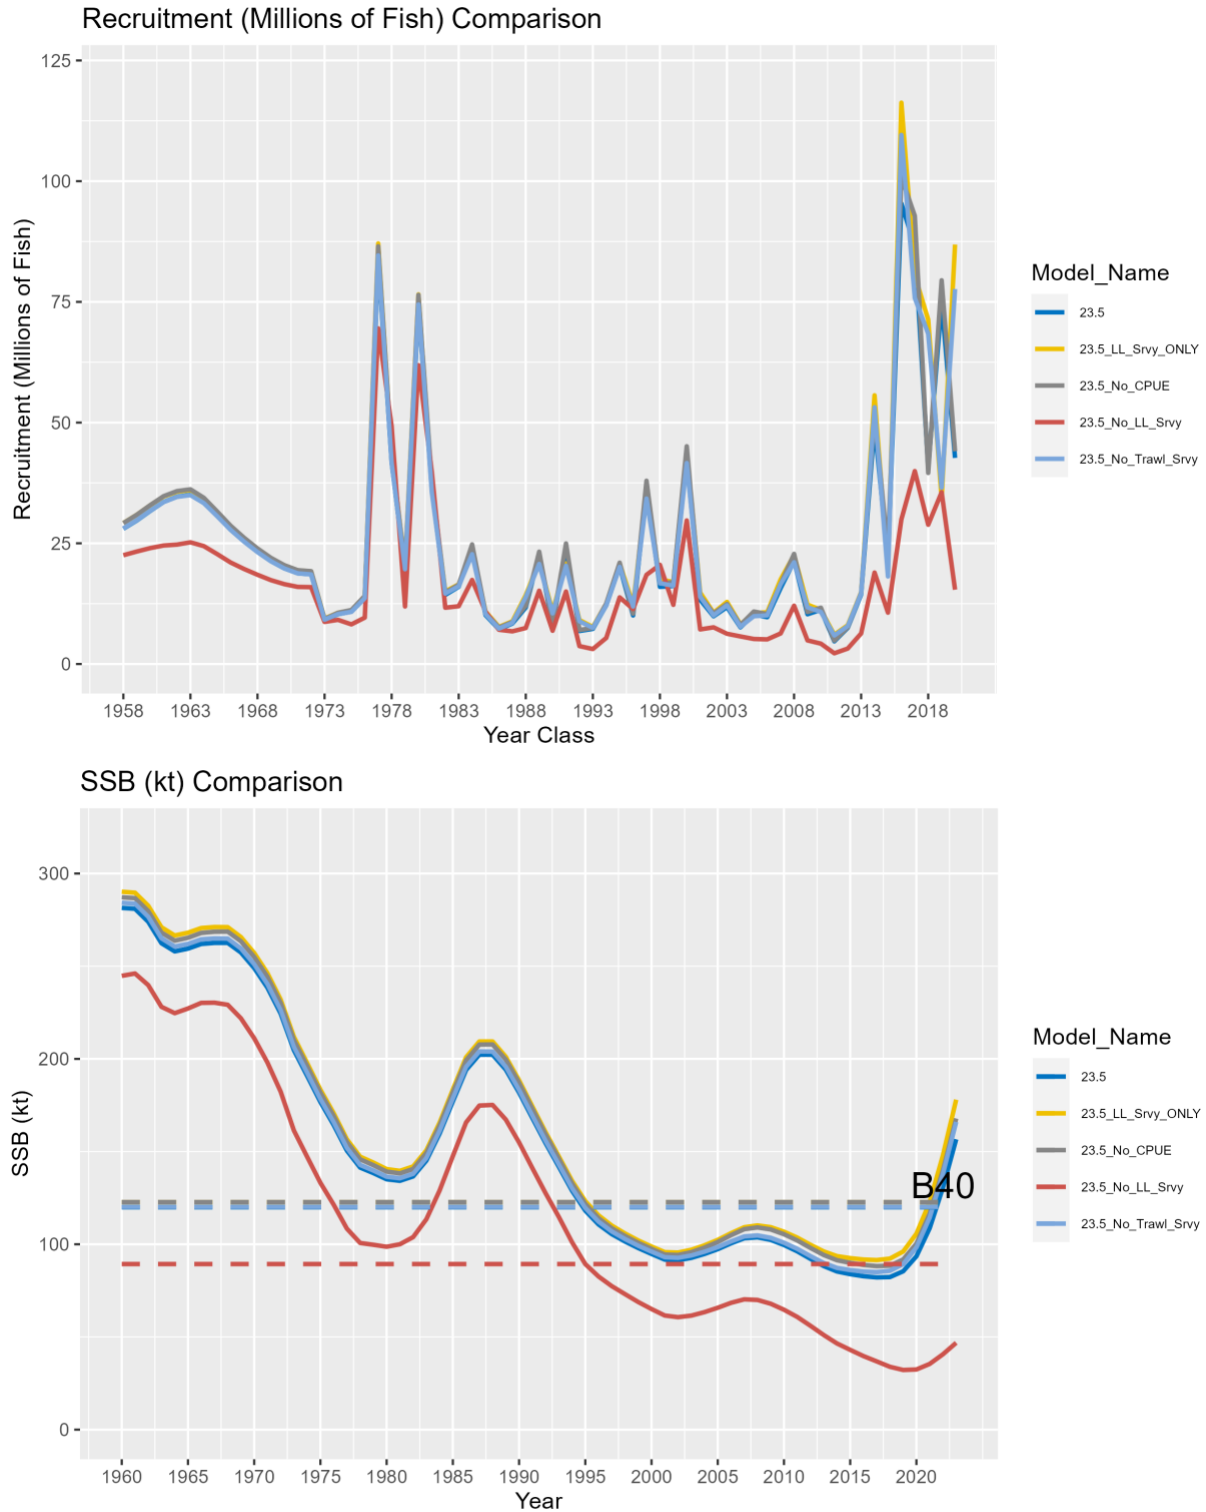 Recruitment (Millions of Fish) Comparison
125
100
75
50
25
0
Recruitment (Millions of Fish)
1958 1963 1968 1973 1978 1983 1988 1993 1998 2003 2008 2013 2018
Year Class
Model_Name
23.5
23.5_LL_Srvy_ONLY
23.5_No_CPUE
23.5_No_LL_Srvy
23.5_No_Trawl_Srvy
SSB (kt) Comparison
300
200
100
0
SSB (kt)
B40
1960 1965 1970 1975 1980 1985 1990 1995 2000 2005 2010 2015 2020
Year
Model_Name
23.5
23.5_LL_Srvy_ONLY
23.5_No_CPUE
23.5_No_LL_Srvy
23.5_No_Trawl_Srvy